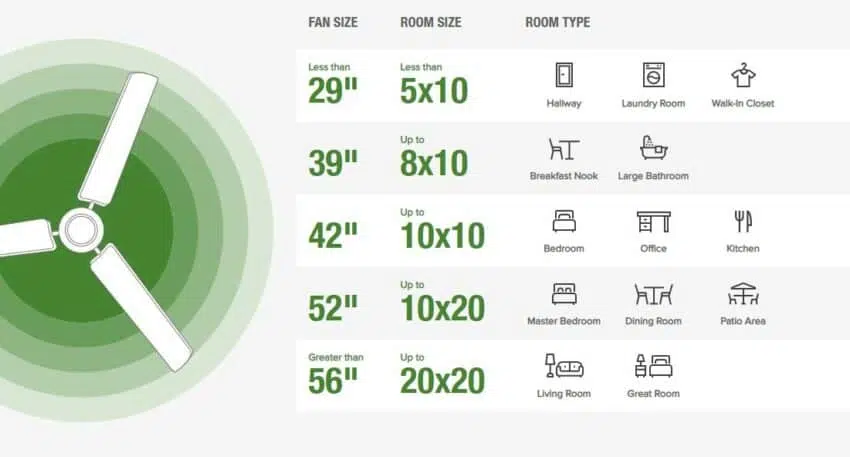 FAN SIZE ROOM SIZE ROOM TYPE
Less than Less than
29" 5x10
Hallway Laundry Room Walk-In Closet
Up to
39" 8x10
Breakfast Nook Large Bathroom
Up to
42" 10x10
Bedroom Office Kitchen
Up to
52" 10x20
Master Bedroom Dining Room Patio Area
Greater than Up to
56" 20x20
Living Room Great Room